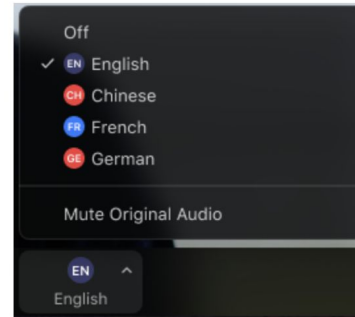 Off
EN English
CH Chinese
FR French
GE German
Mute Original Audio
EN
English